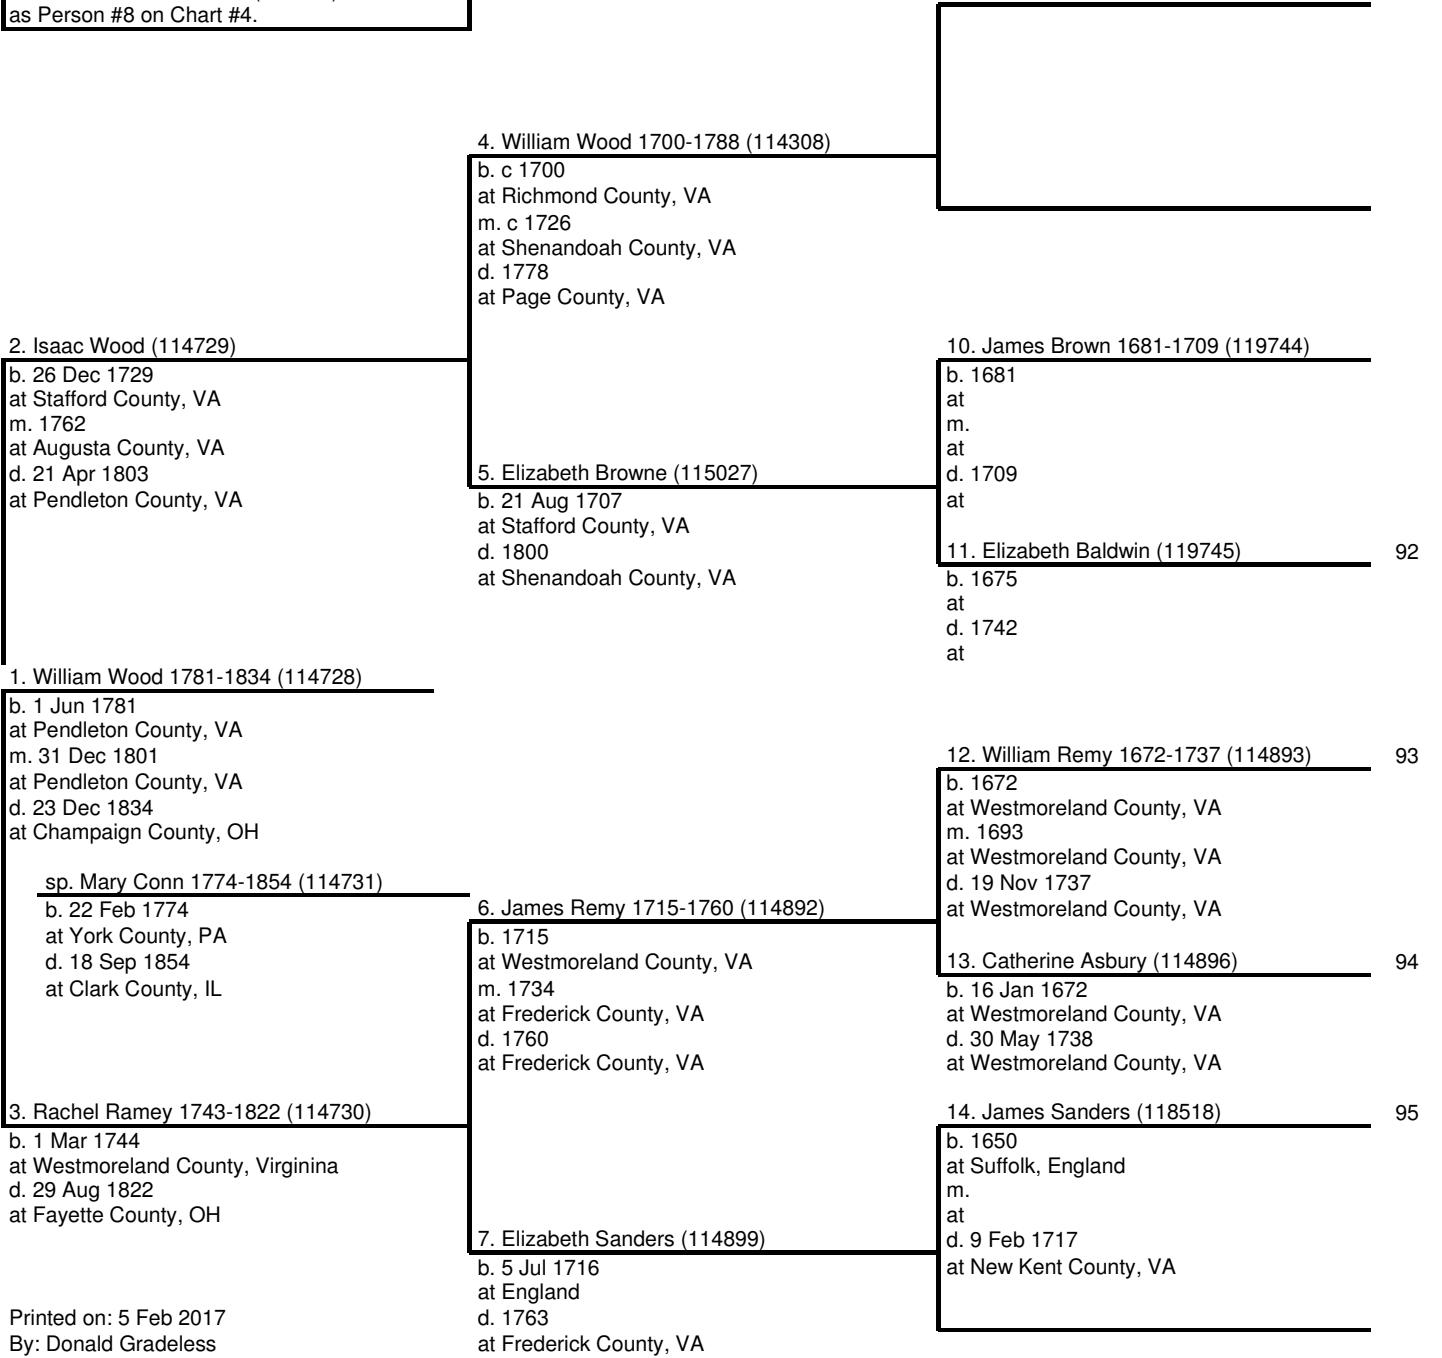 as Person #8 on Chart #4.
4. William Wood 1700-1788 (114308)
b. c 1700
at Richmond County, VA
m. c 1726
at Shenandoah County, VA
d. 1778
at Page County, VA
2. Isaac Wood (114729)
b. 26 Dec 1729
at Stafford County, VA
m. 1762
at Augusta County, VA
d. 21 Apr 1803
at Pendleton County, VA
10. James Brown 1681-1709 (119744)
b. 1681
at
m.
at
d. 1709
at
5. Elizabeth Browne (115027)
b. 21 Aug 1707
at Stafford County, VA
d. 1800
at Shenandoah County, VA
11. Elizabeth Baldwin (119745) 92
b. 1675
at
d. 1742
at
1. William Wood 1781-1834 (114728)
b. 1 Jun 1781
at Pendleton County, VA
m. 31 Dec 1801
at Pendleton County, VA
d. 23 Dec 1834
at Champaign County, OH
sp. Mary Conn 1774-1854 (114731)
b. 22 Feb 1774
at York County, PA
d. 18 Sep 1854
at Clark County, IL
12. William Remy 1672-1737 (114893) 93
b. 1672
at Westmoreland County, VA
m. 1693
at Westmoreland County, VA
d. 19 Nov 1737
at Westmoreland County, VA
6. James Remy 1715-1760 (114892)
b. 1715
at Westmoreland County, VA
m. 1734
at Frederick County, VA
d. 1760
at Frederick County, VA
13. Catherine Asbury (114896) 94
b. 16 Jan 1672
at Westmoreland County, VA
d. 30 May 1738
at Westmoreland County, VA
3. Rachel Ramey 1743-1822 (114730)
b. 1 Mar 1744
at Westmoreland County, Virginina
d. 29 Aug 1822
at Fayette County, OH
14. James Sanders (118518) 95
b. 1650
at Suffolk, England
m.
at
d. 9 Feb 1717
at New Kent County, VA
7. Elizabeth Sanders (114899)
b. 5 Jul 1716
at England
d. 1763
at Frederick County, VA
Printed on: 5 Feb 2017
By: Donald Gradeless